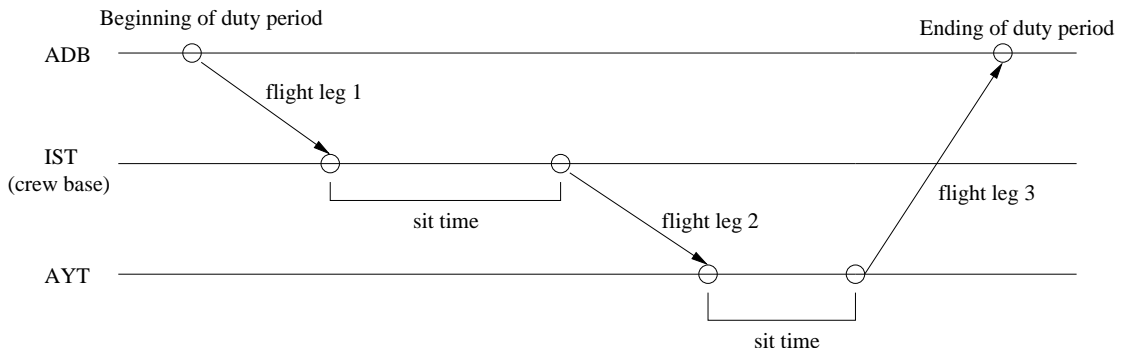 Beginning of duty period
Ending of duty period
ADB
flight leg 1
IST
(crew base)
flight leg 3
sit time
flight leg 2
AYT
sit time